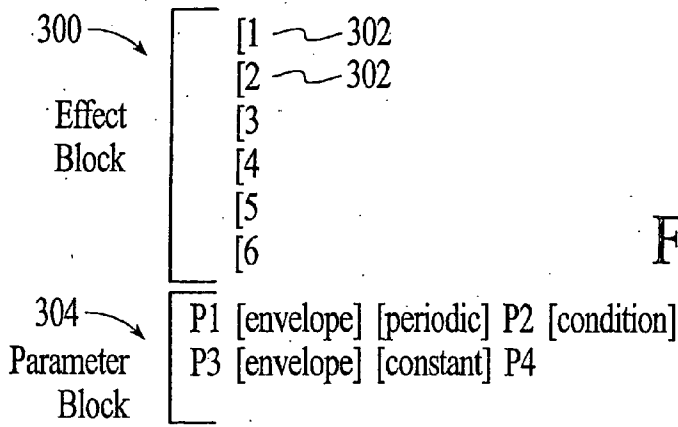 300
[1 302
[2 302
Effect
Block
[3
[4
[5
[6
F
304
Parameter
Block
P1 [envelope] [periodic] P2 [condition]
P3 [envelope] [constant] P4